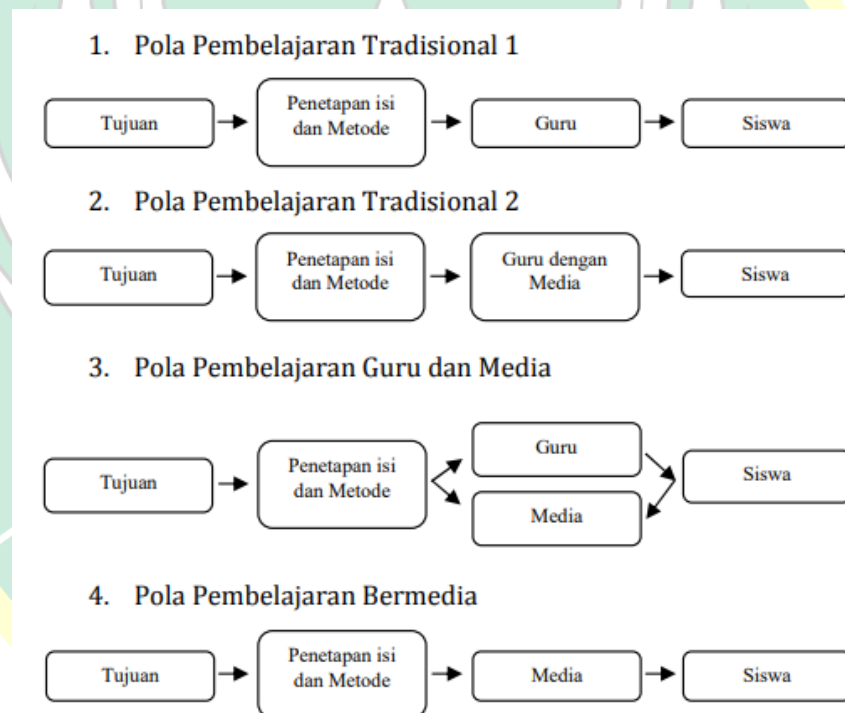 1. Pola Pembelajaran Tradisional 1
Tujuan
Penetapan isi
dan Metode
Guru
Siswa
2. Pola Pembelajaran Tradisional 2
Tujuan
Penetapan isi
dan Metode
Guru dengan
Media
Siswa
3. Pola Pembelajaran Guru dan Media
Tujuan
Penetapan isi
dan Metode
Guru
Media
Siswa
4. Pola Pembelajaran Bermedia
Tujuan
Penetapan isi
dan Metode
Media
Siswa